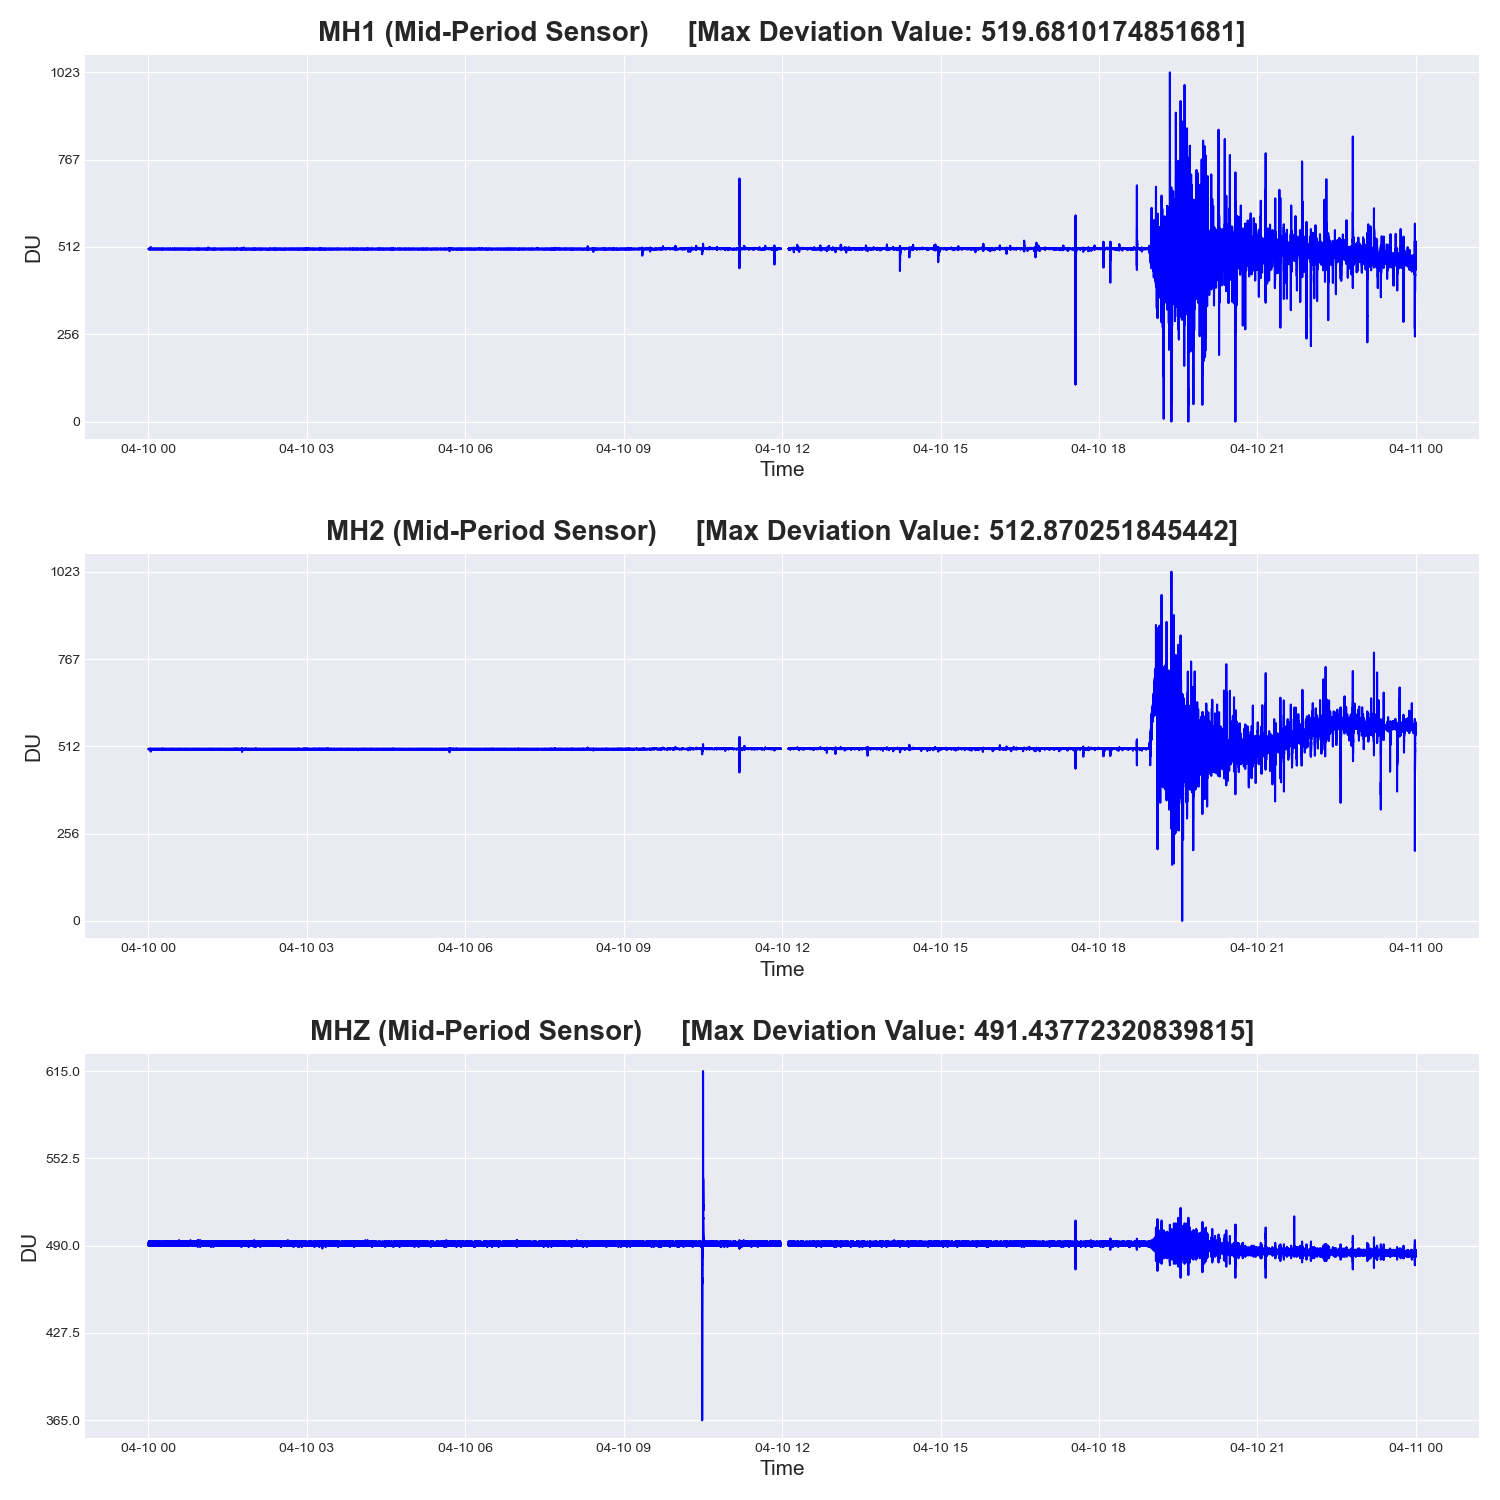 MH1 (Mid-Period Sensor) [Max Deviation Value: 519.6810174851681]
1023
767
512
256
0
DU
04-10 00 04-10 03 04-10 06 04-10 09 04-10 12 04-10 15 04-10 18 04-10 21 04-11 00
Time
MH2 (Mid-Period Sensor) [Max Deviation Value: 512.870251845442]
1023
767
512
256
0
DU
04-10 00 04-10 03 04-10 06 04-10 09 04-10 12 04-10 15 04-10 18 04-10 21 04-11 00
Time
MHZ (Mid-Period Sensor) [Max Deviation Value: 491.43772320839815]
615.0
552.5
490.0
427.5
365.0
DU
04-10 00 04-10 03 04-10 06 04-10 09 04-10 12 04-10 15 04-10 18 04-10 21 04-11 00
Time